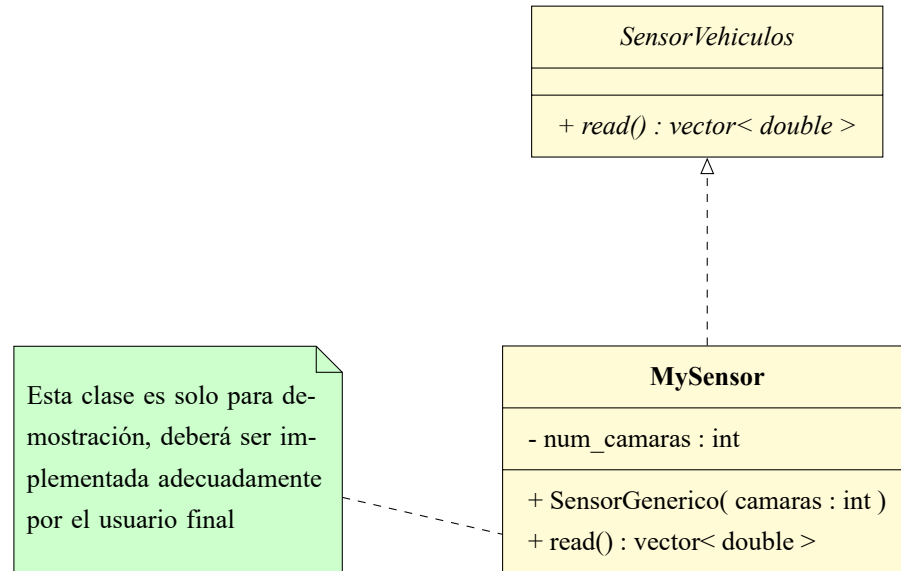 SensorVehiculos
+ read() : vector< double >
Esta clase es solo para de-
mostración, deberá ser im-
plementada adecuadamente
por el usuario final
MySensor
- num_camaras : int
+ SensorGenerico( camaras : int )
+ read() : vector< double >